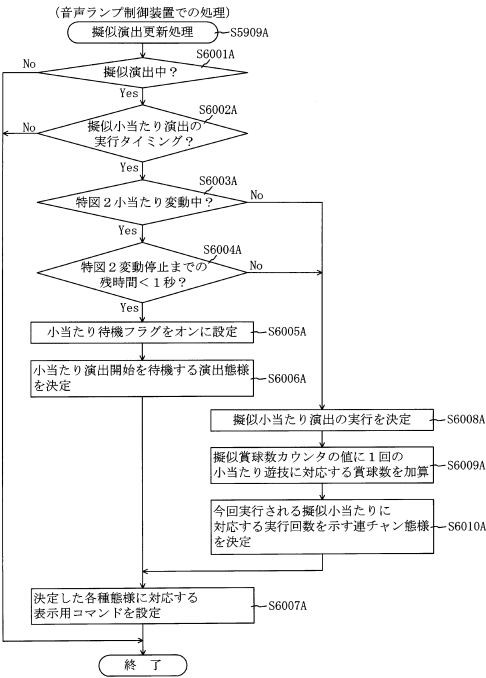 (音声ランプ制御装置での処理)
擬似演出更新処理
S5909A
S6001A
擬似演出中?
No
Yes
S6002A
擬似小当たり演出の
実行タイミング?
No
Yes
S6003A
特図2小当たり変動中?
No
Yes
S6004A
特図2変動停止までの
残時間<1秒?
No
Yes
小当たり待機フラグをオンに設定
S6005A
小当たり演出開始を待機する演出態様
を決定
S6006A
擬似小当たり演出の実行を決定
S6008A
擬似賞球数カウンタの値に1回の
小当たり遊技に対応する賞球数を加算
S6009A
今回実行される擬似小当たりに
対応する実行回数を示す連チャン態様
を決定
S6010A
決定した各種態様に対応する
表示用コマンドを設定
S6007A
終 了